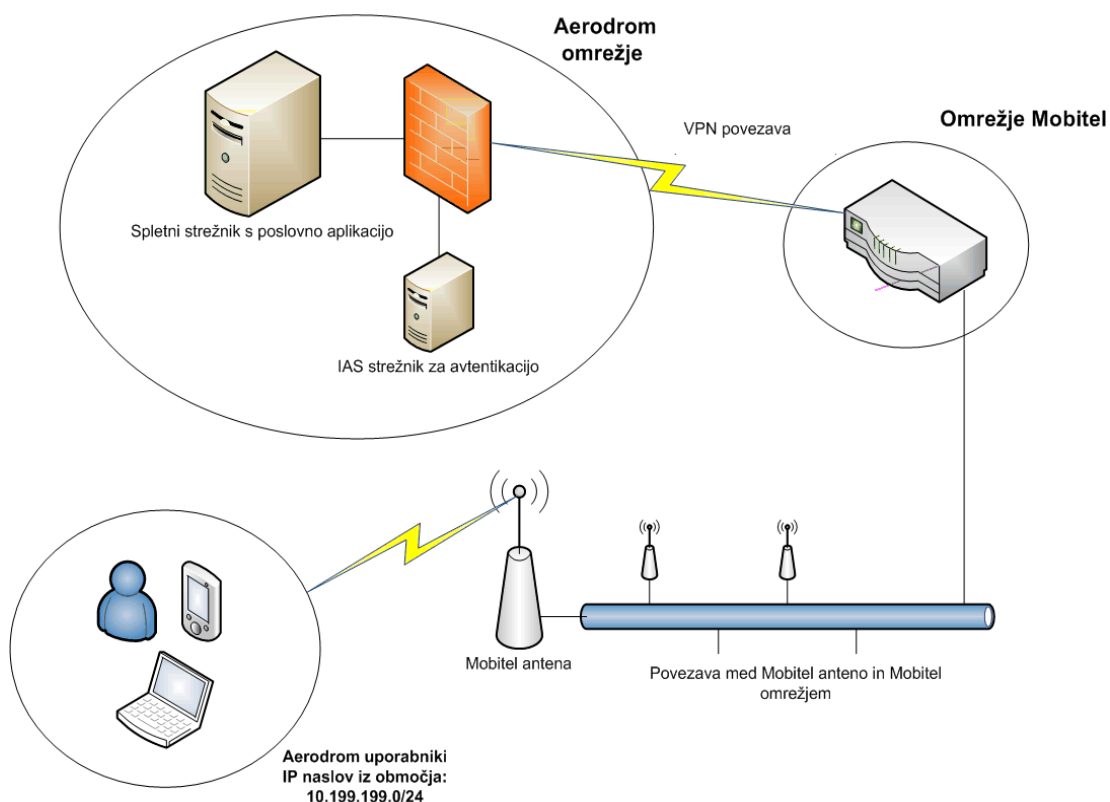 Aerodrom
omrežje
VPN povezava
Omrežje Mobitel
Spletni strežnik s poslovno aplikacijo
IAS strežnik za avtentikacijo
Mobitel antena
Povezava med Mobitel anteno in Mobitel
omrežjem
Aerodrom uporabniki
IP naslov iz območja:
10.199.199.0/24